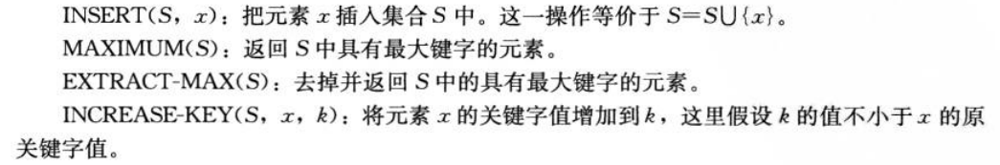 INSERT(S，x)：把元素 x 插入集合 S 中。这一操作等价于 S=S∪{x}。
MAXIMUM(S)：返回 S 中具有最大键字的元素。
EXTRACT-MAX(S)：去掉并返回 S 中的具有最大键字的元素。
INCREASE-KEY(S，x，k)：将元素 x 的关键字值增加到 k，这里假设 k 的值不小于 x 的原
关键字值。